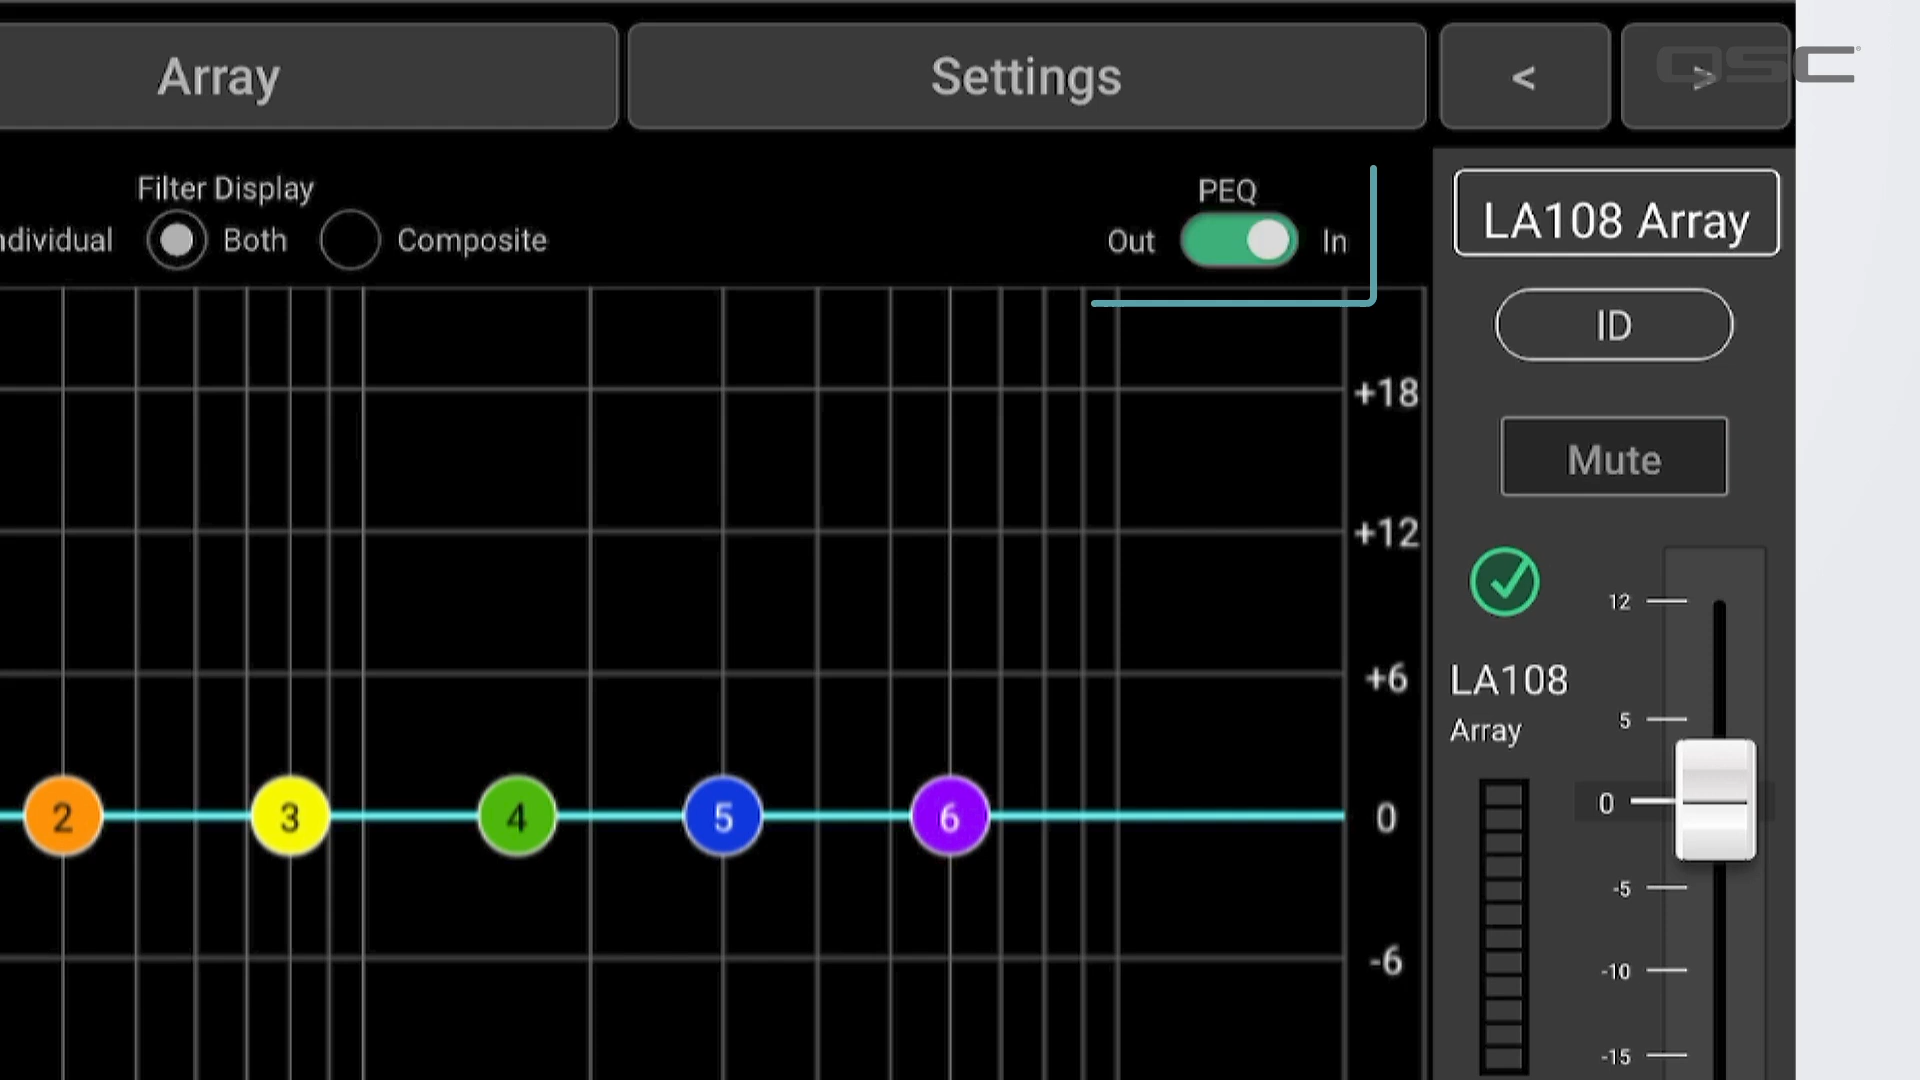 Array
Settings
<
>
QSC
Filter Display
ndividual
Both
Composite
PEQ
Out
In
LA108 Array
ID
Mute
+18
+12
+6
0
-6
2
3
4
5
6
LA108
Array
12
5
0
-5
-10
-15